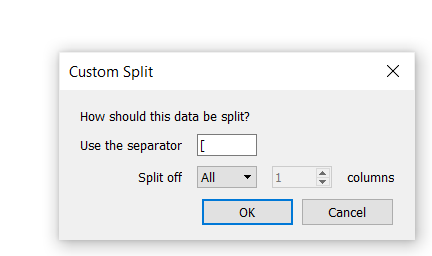 Custom Split
How should this data be split?
Use the separator [
Split off All 1 columns
OK Cancel